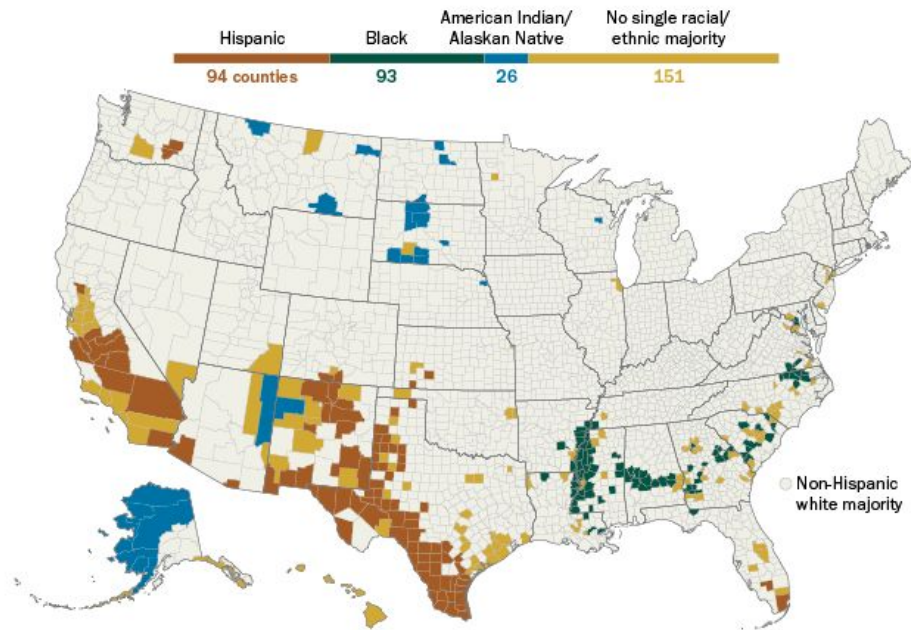 Hispanic
Black
American Indian/
Alaskan Native
No single racial/
ethnic majority
94 counties
93
26
151
Non-Hispanic
white majority